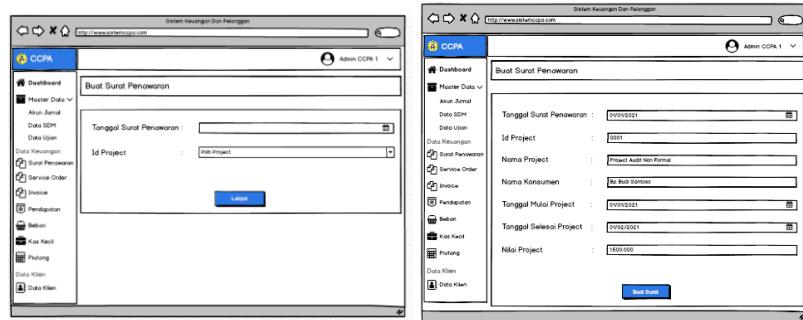 Sistem Keuangan Dan Pelanggan
http://www.sistemccpa.com
CCPA
Admin CCPA 1
Dashboard
Master Data
Akun Jurnal
Data SDM
Data Ujian
Data Keuangan
Surat Penawaran
Service Order
Invoice
Pendapatan
Beban
Kas Kecil
Piutang
Data Klien
Data Klien
Buat Surat Penawaran
Tanggal Surat Penawaran :
Id Project : Pilih Project
Lanjut
Sistem Keuangan Dan Pelanggan
http://www.sistemccpa.com
CCPA
Admin CCPA 1
Dashboard
Master Data
Akun Jurnal
Data SDM
Data Ujian
Data Keuangan
Surat Penawaran
Service Order
Invoice
Pendapatan
Beban
Kas Kecil
Piutang
Data Klien
Data Klien
Buat Surat Penawaran
Tanggal Surat Penawaran : 01/01/2021
Id Project : 0001
Nama Project : Project Audit Non Formal
Nama Konsumen : Bp. Budi Santoso
Tanggal Mulai Project : 01/01/2021
Tanggal Selesai Project : 01/02/2021
Nilai Project : 1500.000
Buat Surat